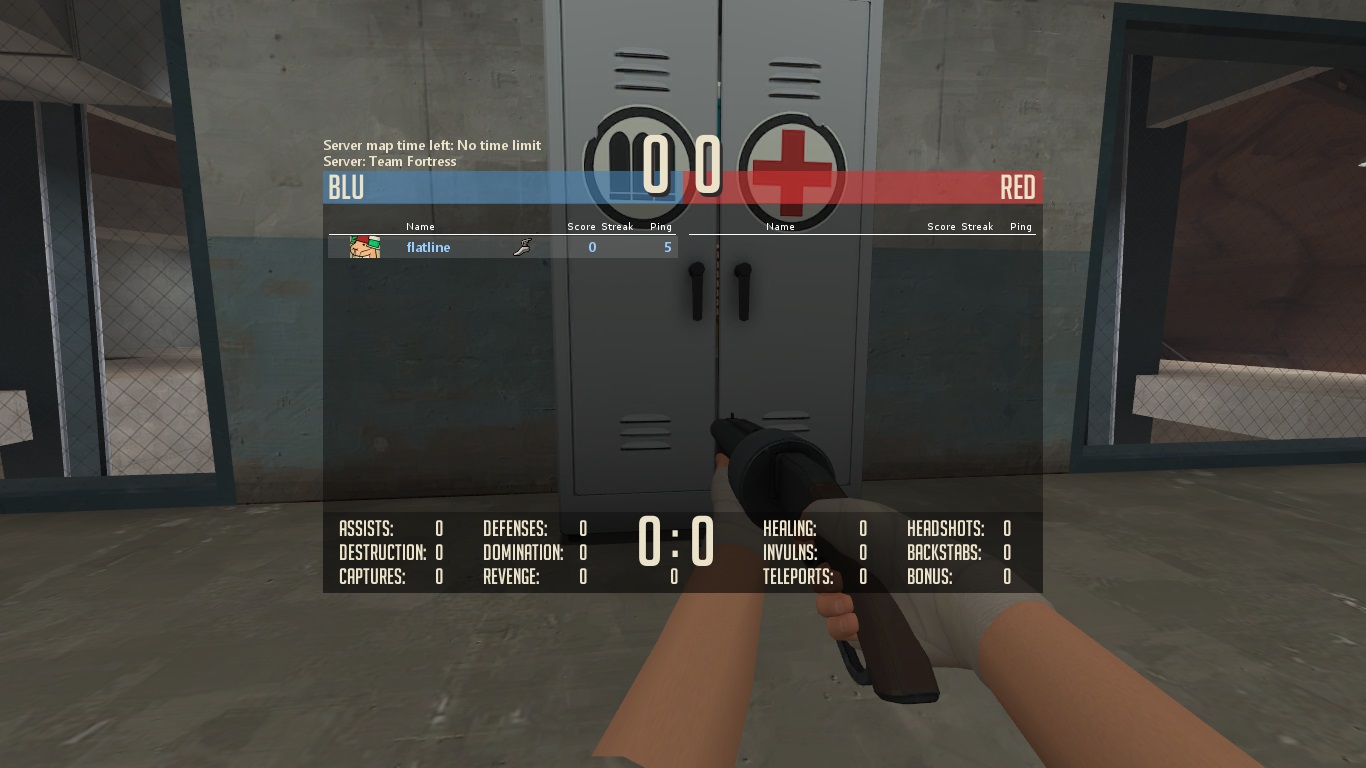 Server map time left: No time limit
Server: Team Fortress
BLU 0 0 RED
Name Score Streak Ping Name Score Streak Ping
flatline 0 5
ASSISTS: 0 DEFENSES: 0 0:0 HEALING: 0 HEADSHOTS: 0
DESTRUCTION: 0 DOMINATION: 0 INVULNS: 0 BACKSTABS: 0
CAPTURES: 0 REVENGE: 0 0 TELEPORTS: 0 BONUS: 0